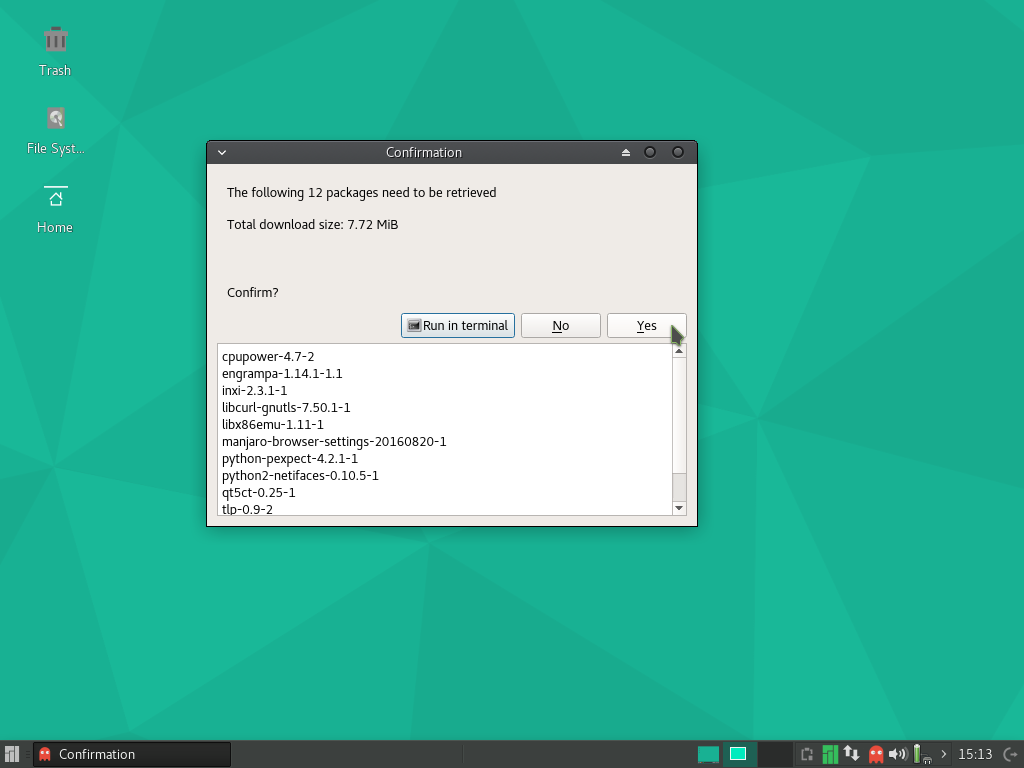 Trash
File Syst...
Home
Confirmation
The following 12 packages need to be retrieved
Total download size: 7.72 MiB
Confirm?
Run in terminal
No
Yes
cpupower-4.7-2
engrampa-1.14.1-1.1
inxi-2.3.1-1
libcurl-gnutls-7.50.1-1
libx86emu-1.11-1
manjaro-browser-settings-20160820-1
python-pexpect-4.2.1-1
python2-netifaces-0.10.5-1
qt5ct-0.25-1
tlp-0.9-2
Confirmation
15:13